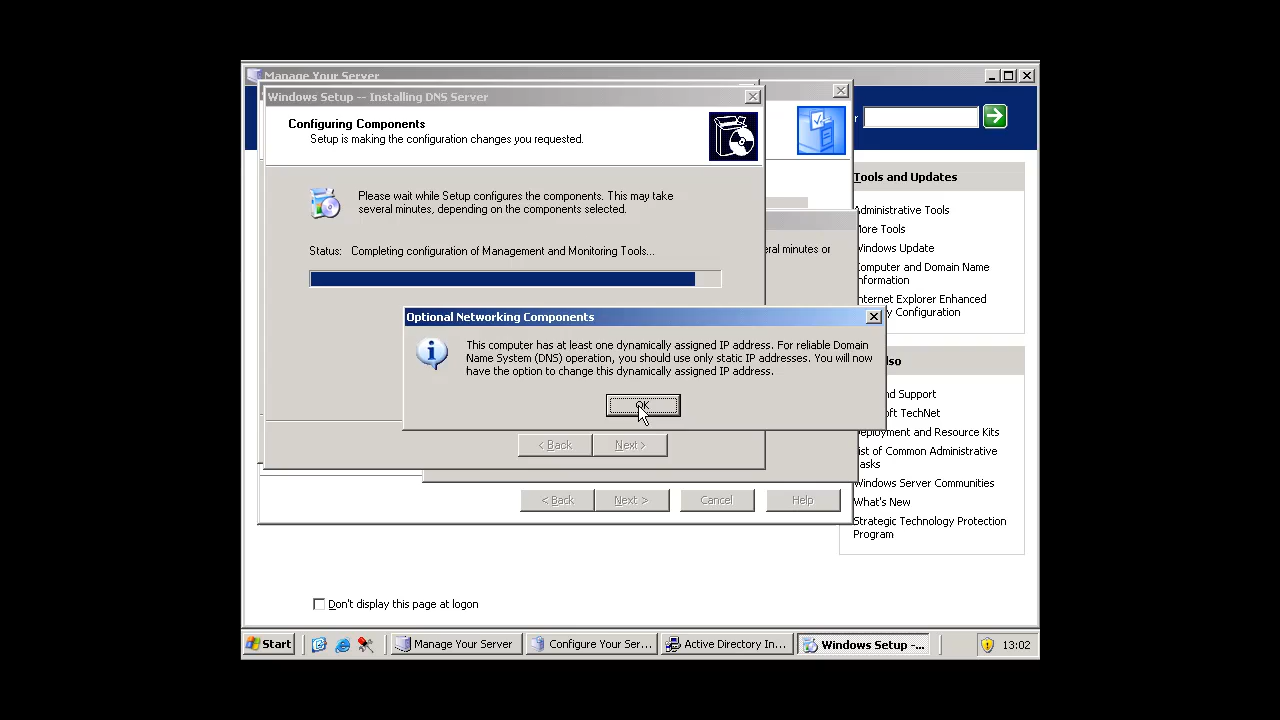 Manage Your Server
Windows Setup -- Installing DNS Server
Configuring Components
Setup is making the configuration changes you requested.
Please wait while Setup configures the components. This may take
several minutes, depending on the components selected.
Status: Completing configuration of Management and Monitoring Tools...
eral minutes or
Optional Networking Components
This computer has at least one dynamically assigned IP address. For reliable Domain
Name System (DNS) operation, you should use only static IP addresses. You will now
have the option to change this dynamically assigned IP address.
OK
< Back
Next >
< Back
Next >
Cancel
Help
r
Tools and Updates
Administrative Tools
More Tools
Windows Update
Computer and Domain Name
Information
Internet Explorer Enhanced
y Configuration
lso
nd Support
oft TechNet
Deployment and Resource Kits
List of Common Administrative
Tasks
Windows Server Communities
What's New
Strategic Technology Protection
Program
Don't display this page at logon
Start
Manage Your Server
Configure Your Ser...
Active Directory In...
Windows Setup -...
13:02